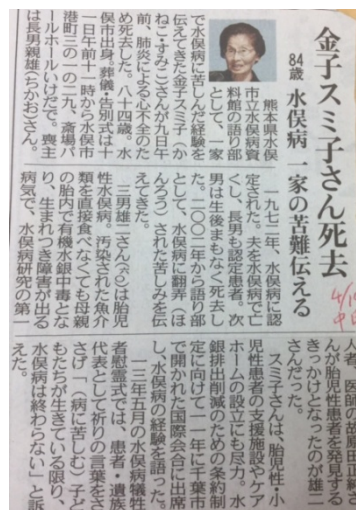 金子スミ子さん死去
84歳 水俣病 一家の苦難伝える
熊本県水俣
市立水俣病資
料館の語り部
として、一家
で水俣病に苦しんだ経験を
伝えてきた金子スミ子（か
ねこ・すみこ）さんが九日午
前、肺炎による心不全のた
め死去した。八十四歳。水
俣市出身。葬儀・告別式は十
一日午前十一時から水俣市
港町三の一の二九、斎場パ
ールホールいけだで。喪主
は長男親雄（ちかお）さん。
一九七二年、水俣病に認
定された。夫を水俣病で亡
くし、長男も認定患者。次
男は生後まもなく死去し
た。二〇〇二年から語り部
として、水俣病に翻弄（ほ
んろう）された苦しみを伝
えてきた。
三男雄二さんは胎児
性水俣病。汚染された魚介
類を直接食べなくても母親
の胎内で有機水銀中毒とな
り、生まれつき障害が出る
病気で、水俣病研究の第一
人者、医師の故原田正純さ
んが胎児性患者を発見する
きっかけとなったのが雄二
さんだった。
スミ子さんは、胎児性・小
児性患者の支援施設やケア
ホームの設立にも尽力。水
銀排出削減のための条約制
定に向けて一一年に千葉市
で開かれた国際会合に出席
し、水俣病の経験を語った。
一三年五月の水俣病犠牲
者慰霊式では、患者・遺族
代表として祈りの言葉をさ
さげ「（病に苦しむ）子ど
もたちが生きている限り、
水俣病は終わらない」と訴
えた。